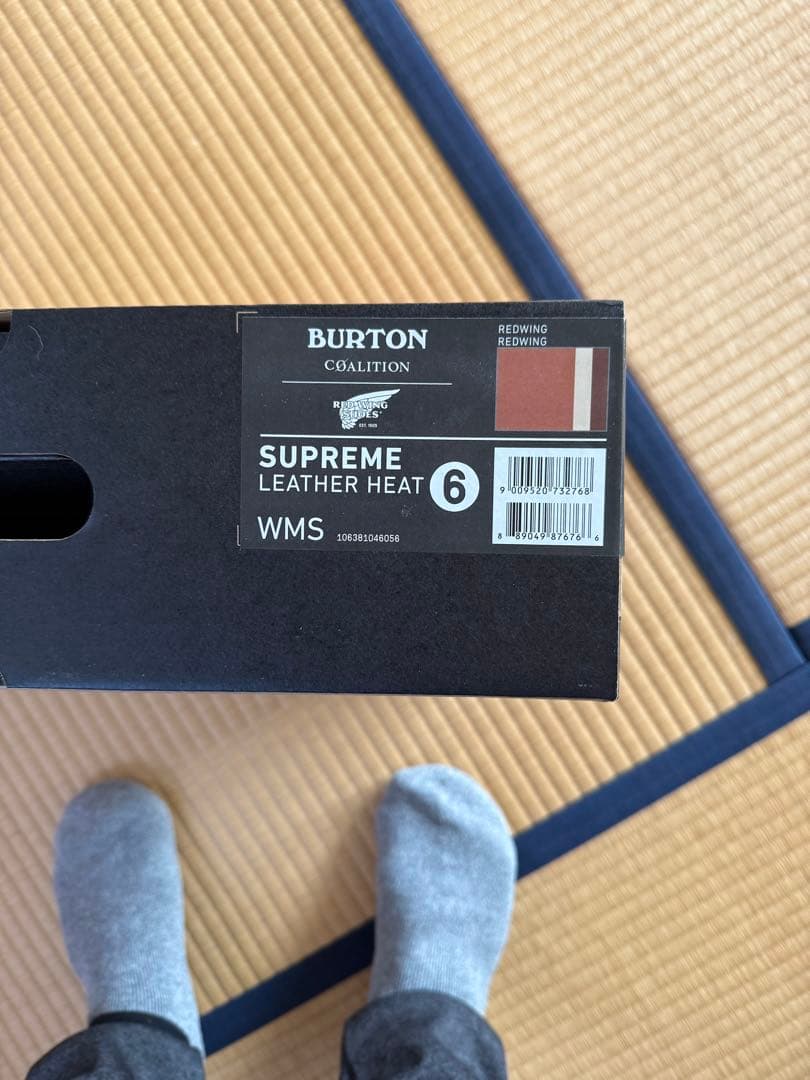 BURTON
CØALITION
RED WING
SHOES
EST. 1905
REDWING
REDWING
SUPREME
LEATHER HEAT
6
WMS
106381046056
9 009520 732768
8 89049 87676 6